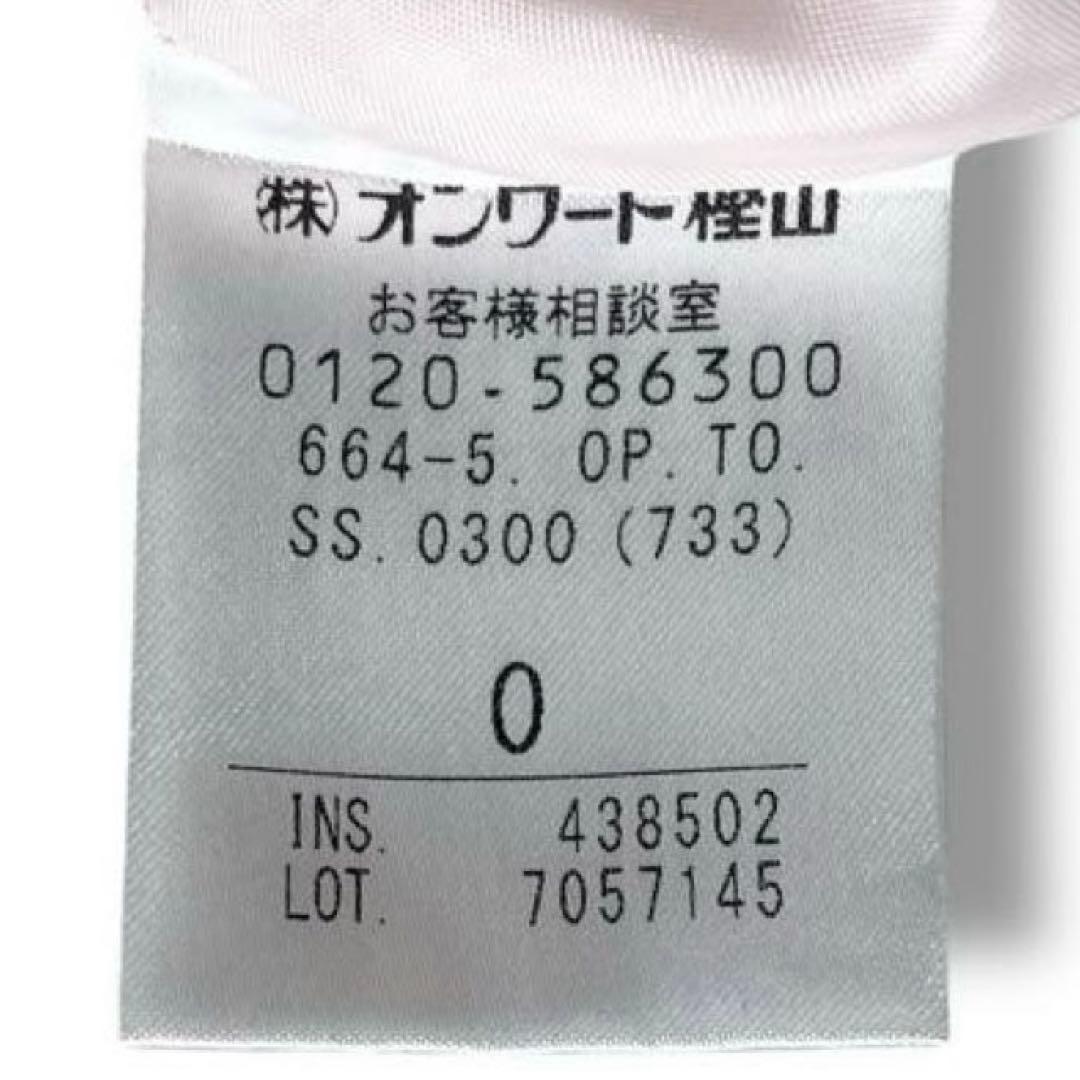 (株)オンワード樫山
お客様相談室
0120-586300
664-5. OP. TO.
SS. 0300 (733)
0
INS. 438502
LOT. 7057145